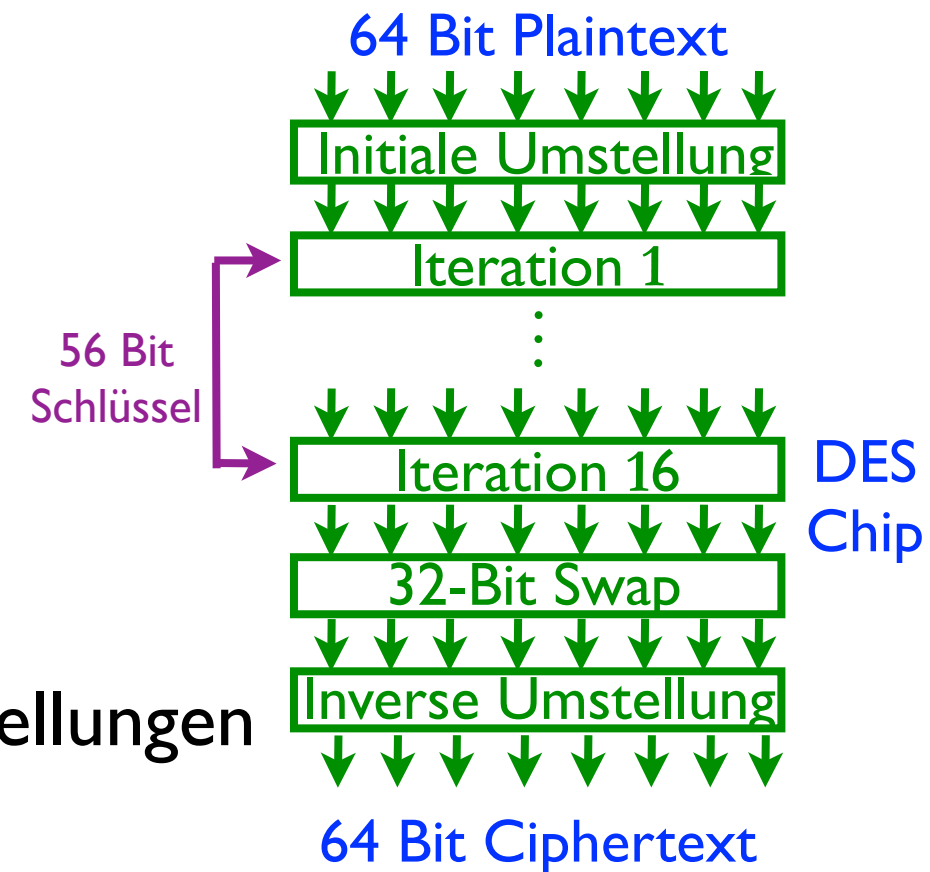 64 Bit Plaintext
Initiale Umstellung
Iteration 1
56 Bit
Schlüssel
Iteration 16
DES
Chip
32-Bit Swap
Inverse Umstellung
ellungen
64 Bit Ciphertext